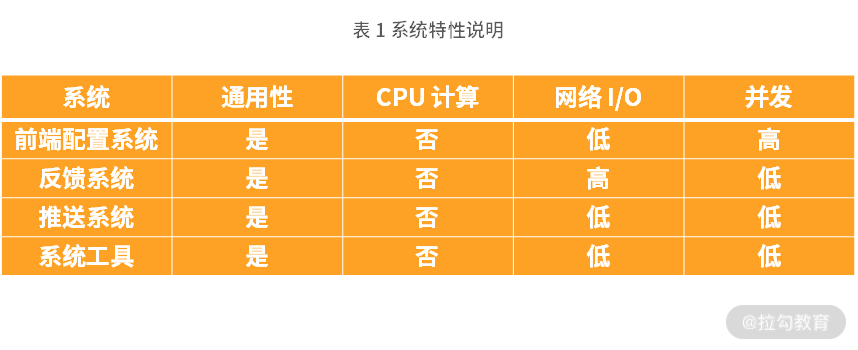 表 1 系统特性说明
系统 通用性 CPU 计算 网络 I/O 并发
前端配置系统 是 否 低 高
反馈系统 是 否 高 低
推送系统 是 否 低 低
系统工具 是 否 低 低
@拉勾教育